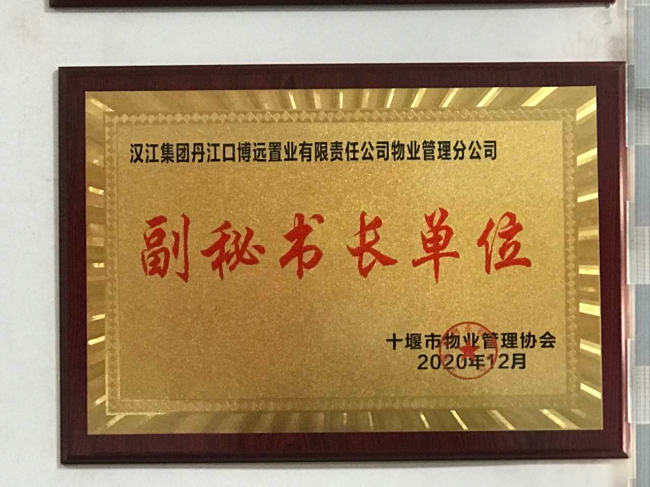 汉江集团丹江口博远置业有限责任公司物业管理分公司
副秘书长单位
十堰市物业管理协会
2020年12月